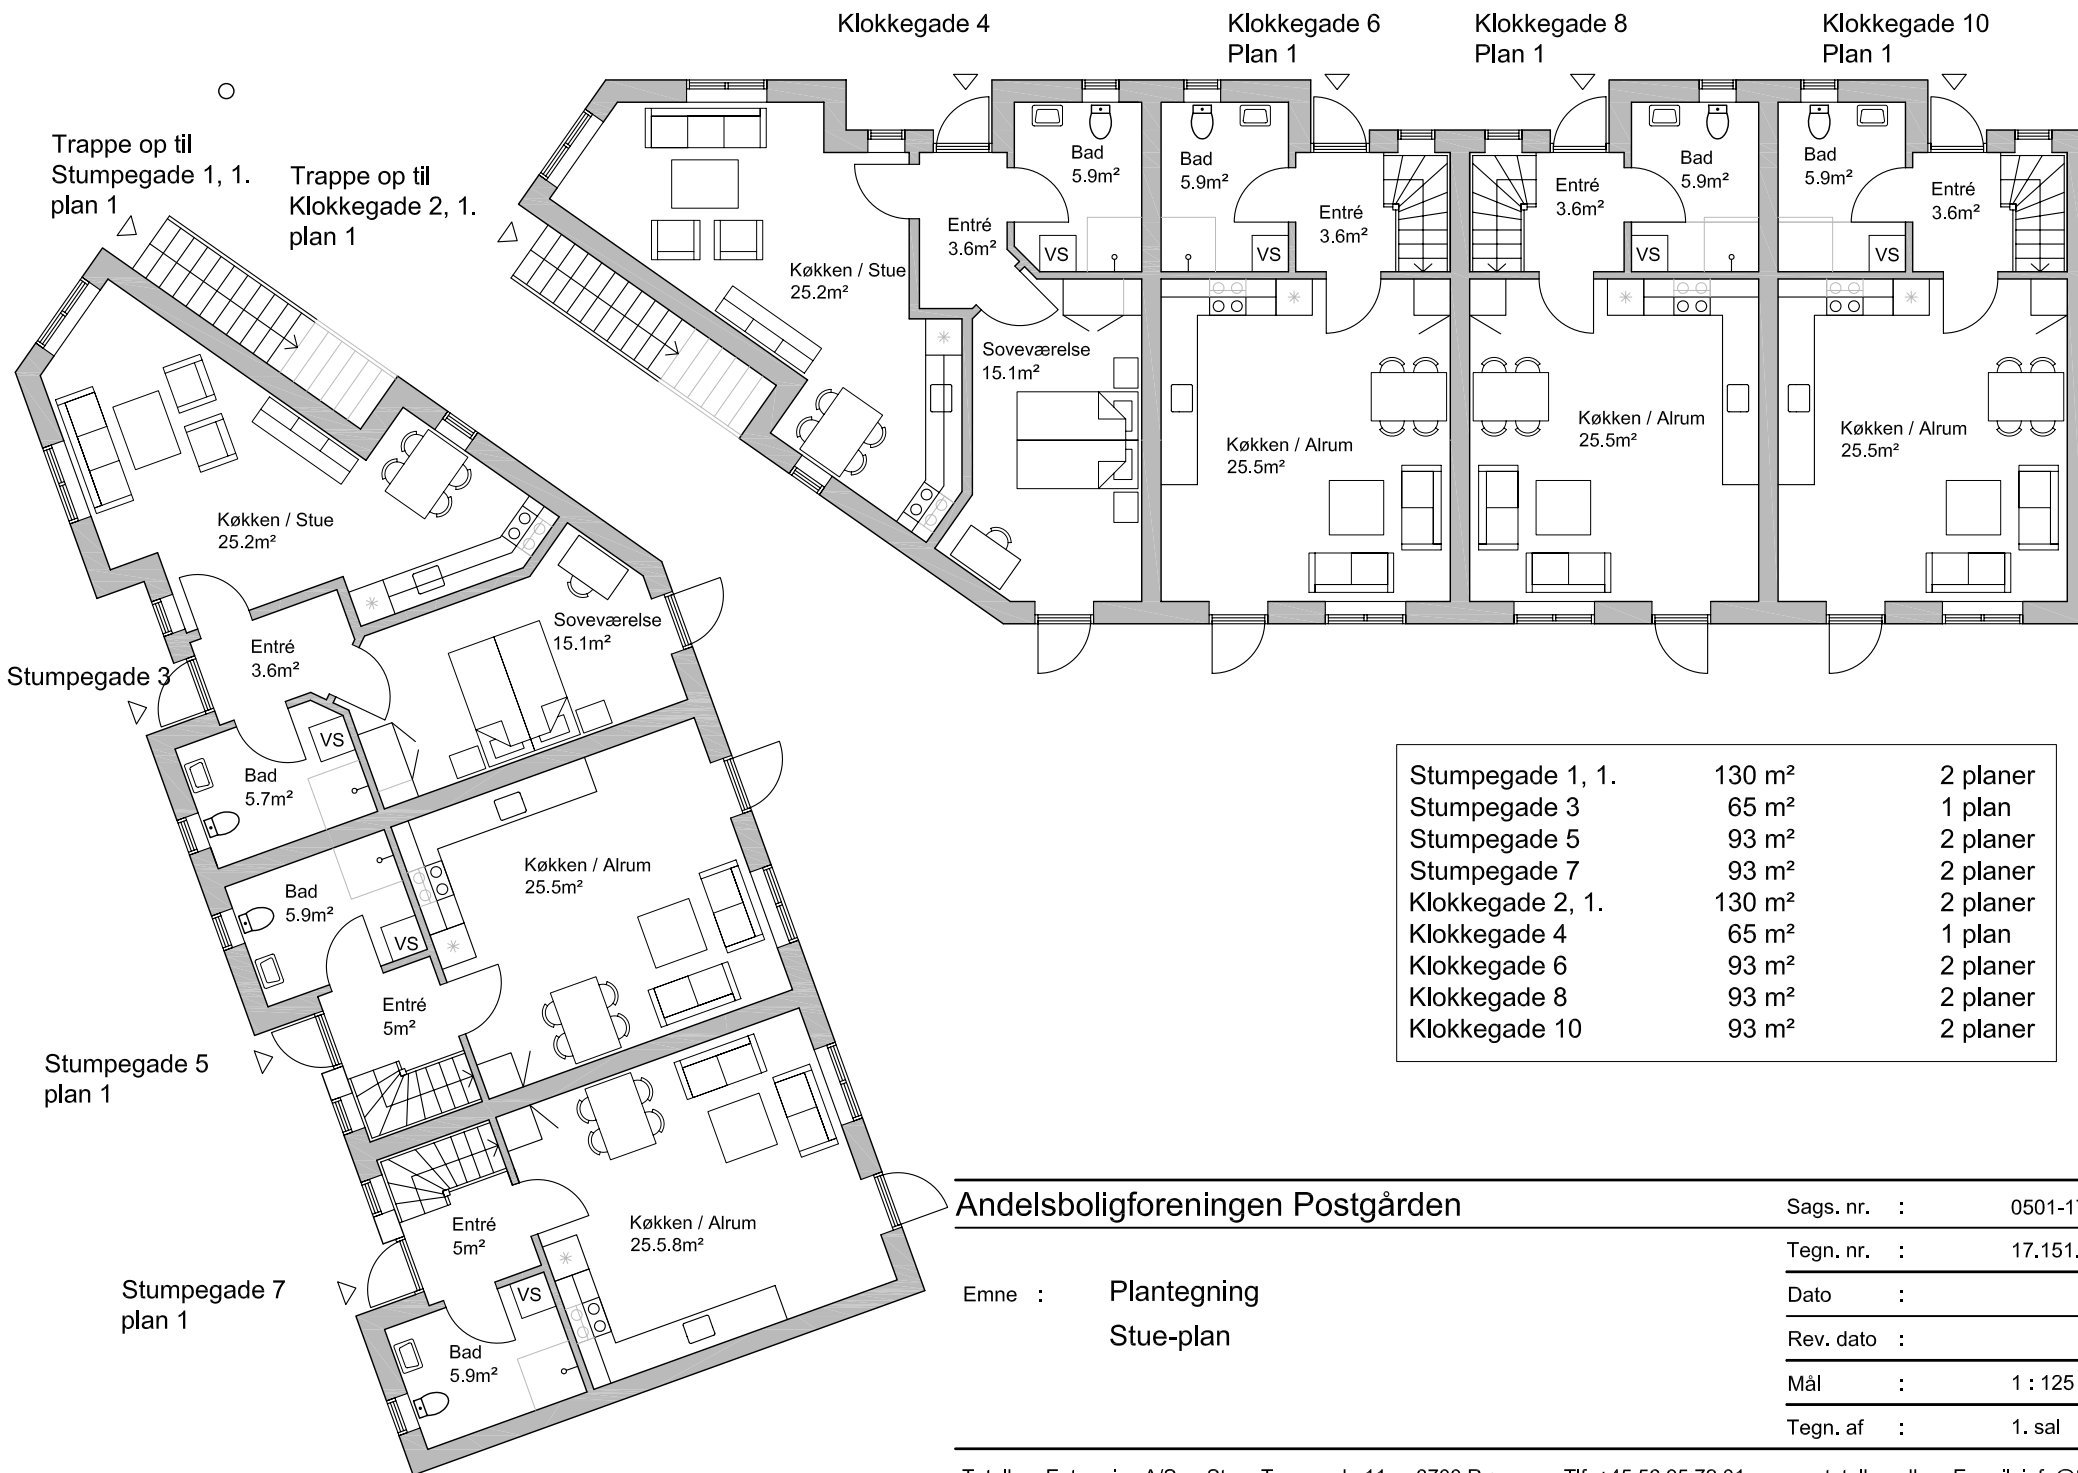 Klokkegade 4
Klokkegade 6
Plan 1
Klokkegade 8
Plan 1
Klokkegade 10
Plan 1
Trappe op til
Stumpegade 1, 1.
plan 1
Trappe op til
Klokkegade 2, 1.
plan 1
Køkken / Stue
25.2m²
Entré
3.6m²
Bad
5.9m²
VS
Soveværelse
15.1m²
Bad
5.9m²
VS
Entré
3.6m²
Køkken / Alrum
25.5m²
Entré
3.6m²
Bad
5.9m²
VS
Køkken / Alrum
25.5m²
Bad
5.9m²
VS
Entré
3.6m²
Køkken / Alrum
25.5m²
Køkken / Stue
25.2m²
Stumpegade 3
Entré
3.6m²
Soveværelse
15.1m²
VS
Bad
5.7m²
Køkken / Alrum
25.5m²
Bad
5.9m²
VS
Entré
5m²
Stumpegade 5
plan 1
Entré
5m²
Køkken / Alrum
25.5.8m²
Stumpegade 7
plan 1
VS
Bad
5.9m²
Stumpegade 1, 1. 130 m² 2 planer
Stumpegade 3 65 m² 1 plan
Stumpegade 5 93 m² 2 planer
Stumpegade 7 93 m² 2 planer
Klokkegade 2, 1. 130 m² 2 planer
Klokkegade 4 65 m² 1 plan
Klokkegade 6 93 m² 2 planer
Klokkegade 8 93 m² 2 planer
Klokkegade 10 93 m² 2 planer
Andelsboligforeningen Postgården
Sags. nr. : 0501-1
Tegn. nr. : 17.151.
Emne : Plantegning
Stue-plan
Dato :
Rev. dato :
Mål : 1 : 125
Tegn. af : 1. sal